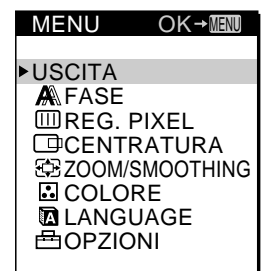 MENU OK→MENU
▶USCITA
FASE
REG. PIXEL
CENTRATURA
ZOOM/SMOOTHING
COLORE
LANGUAGE
OPZIONI